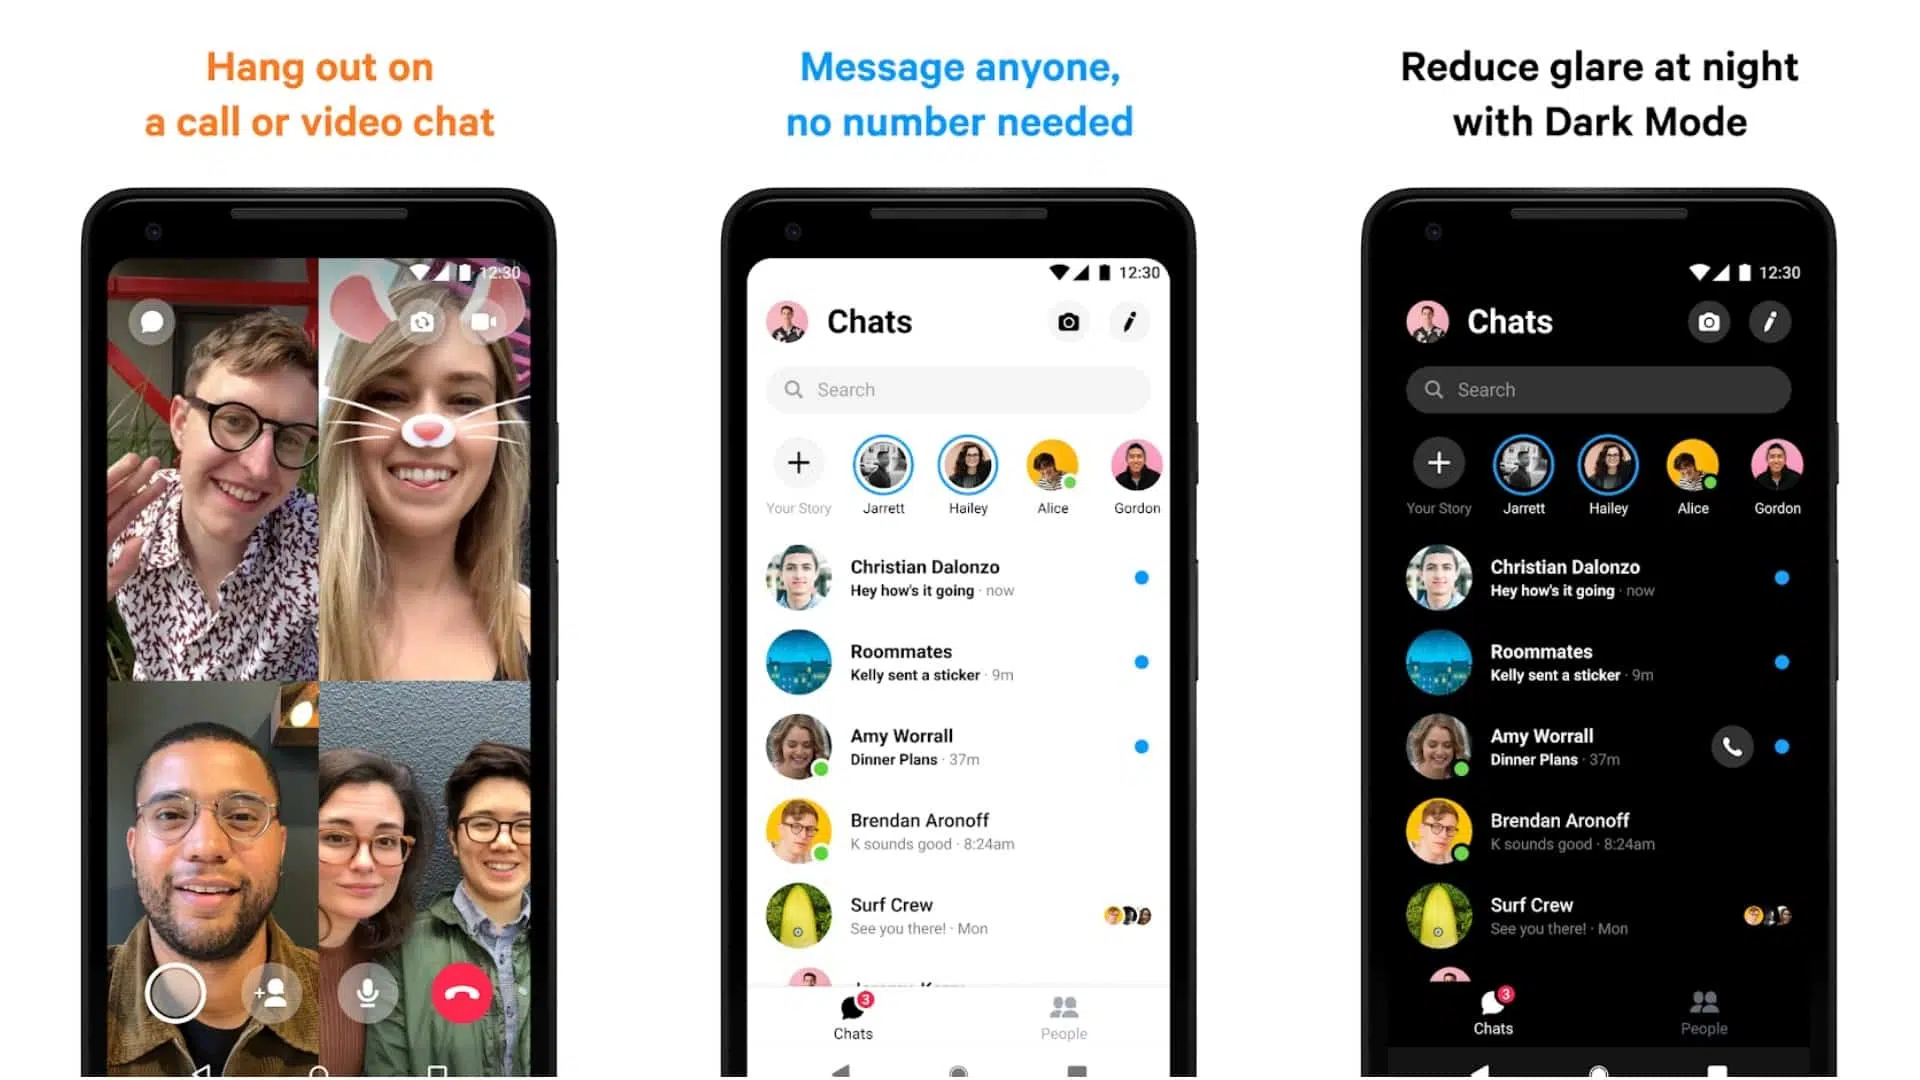 Hang out on
a call or video chat
12:30
Message anyone,
no number needed
12:30
Chats
Search
Your Story
Jarrett
Hailey
Alice
Gordon
Christian Dalonzo
Hey how's it going · now
Roommates
Kelly sent a sticker · 9m
Amy Worrall
Dinner Plans · 37m
Brendan Aronoff
K sounds good · 8:24am
Surf Crew
See you there! · Mon
3
Chats
People
Reduce glare at night
with Dark Mode
12:30
Chats
Search
Your Story
Jarrett
Hailey
Alice
Gordon
Christian Dalonzo
Hey how's it going · now
Roommates
Kelly sent a sticker · 9m
Amy Worrall
Dinner Plans · 37m
Brendan Aronoff
K sounds good · 8:24am
Surf Crew
See you there! · Mon
3
Chats
People